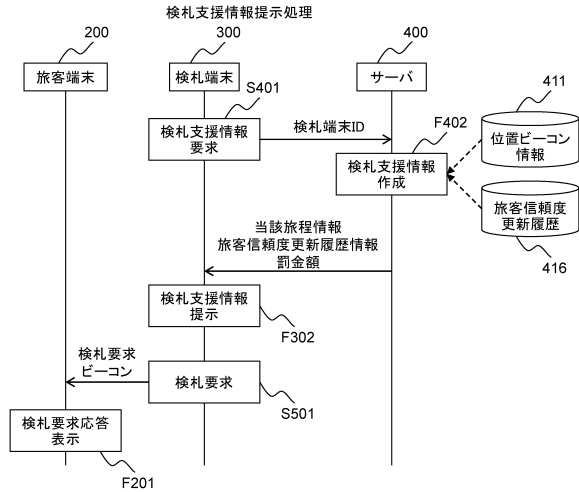 検札支援情報提示処理
200
300
400
旅客端末
検札端末
サーバ
S401
411
検札支援情報
要求
検札端末ID
F402
位置ビーコン
情報
検札支援情報
作成
旅客信頼度
更新履歴
416
当該旅程情報
旅客信頼度更新履歴情報
罰金額
検札支援情報
提示
F302
検札要求
ビーコン
検札要求
S501
検札要求応答
表示
F201